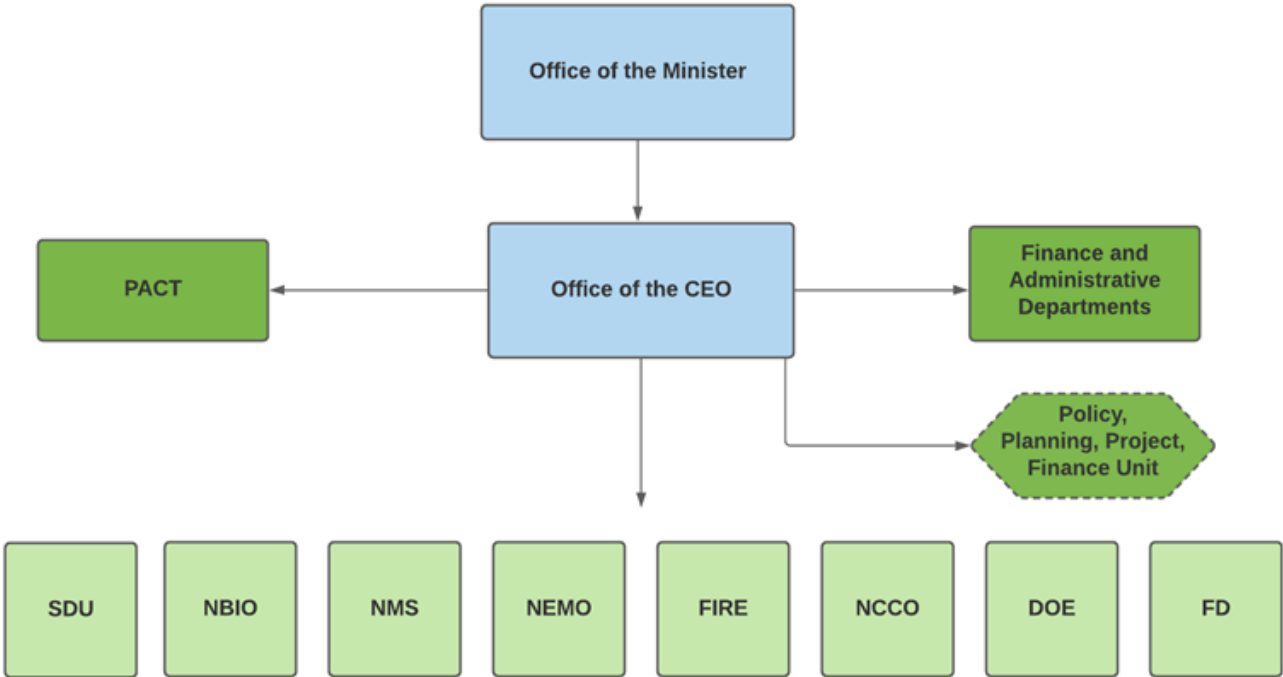 Office of the Minister
PACT
Office of the CEO
Finance and
Administrative
Departments
Policy,
Planning, Project,
Finance Unit
SDU
NBIO
NMS
NEMO
FIRE
NCCO
DOE
FD